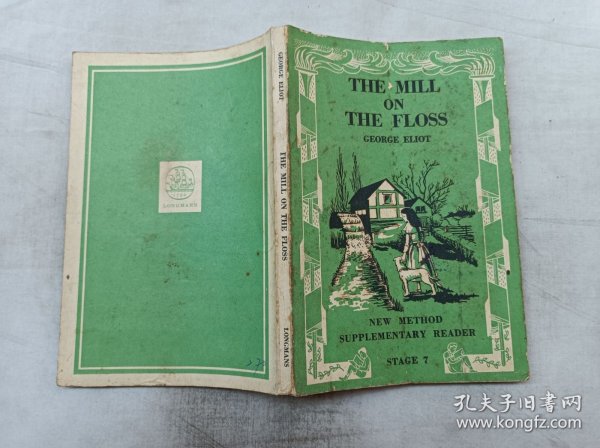 THE MILL
ON
THE FLOSS
GEORGE ELIOT
NEW METHOD
SUPPLEMENTARY READER
STAGE 7
GEORGE ELIOT
THE MILL ON THE FLOSS
LONGMANS
LONGMANS
孔夫子旧书网
www.kongfz.com